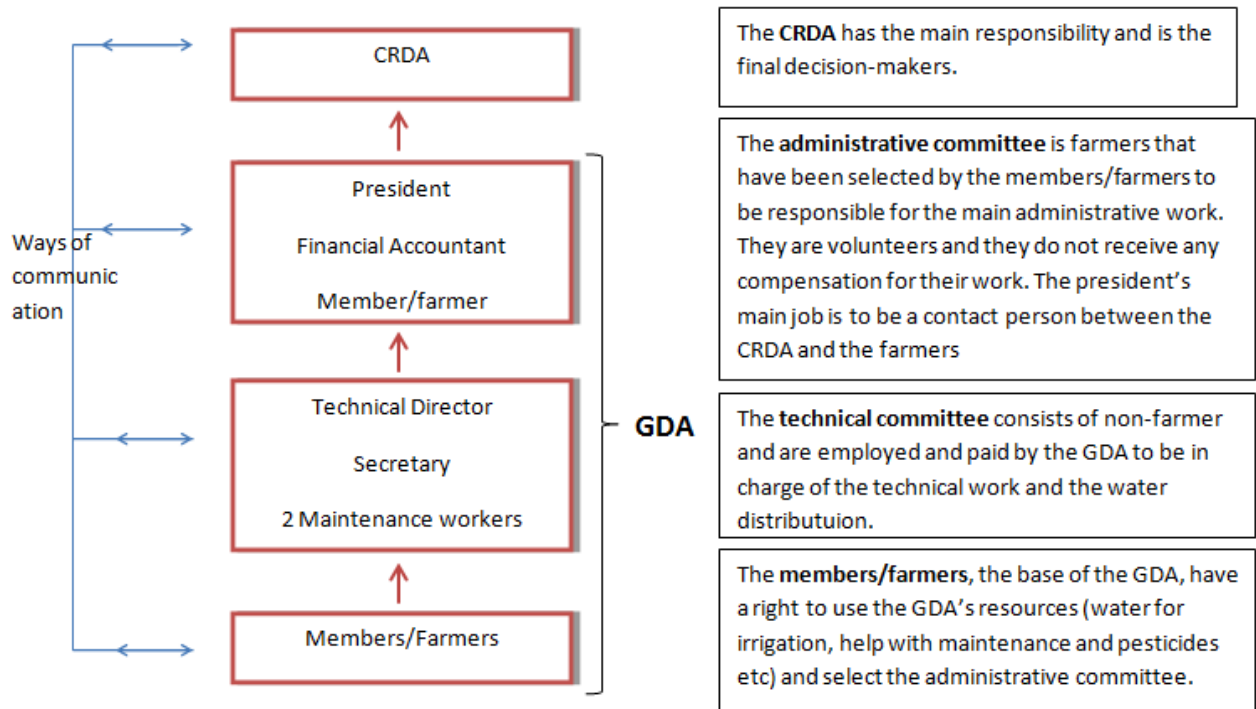 CRDA
President
Financial Accountant
Member/farmer
Technical Director
Secretary
2 Maintenance workers
Members/Farmers
Ways of
communic
ation
GDA
The CRDA has the main responsibility and is the
final decision-makers.
The administrative committee is farmers that
have been selected by the members/farmers to
be responsible for the main administrative work.
They are volunteers and they do not receive any
compensation for their work. The president’s
main job is to be a contact person between the
CRDA and the farmers
The technical committee consists of non-farmer
and are employed and paid by the GDA to be in
charge of the technical work and the water
distributuion.
The members/farmers, the base of the GDA, have
a right to use the GDA’s resources (water for
irrigation, help with maintenance and pesticides
etc) and select the administrative committee.